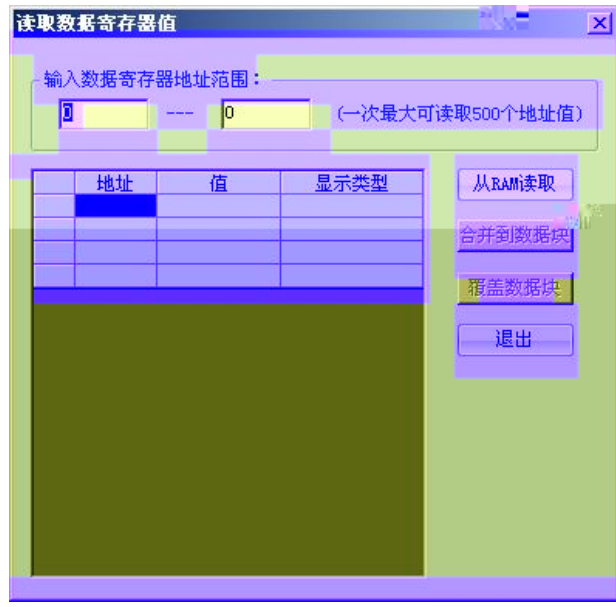 读取数据寄存器值
输入数据寄存器地址范围：
0 --- 0 (一次最大可读取500个地址值)
地址 值 显示类型
从RAM读取
合并到数据块
覆盖数据块
退出